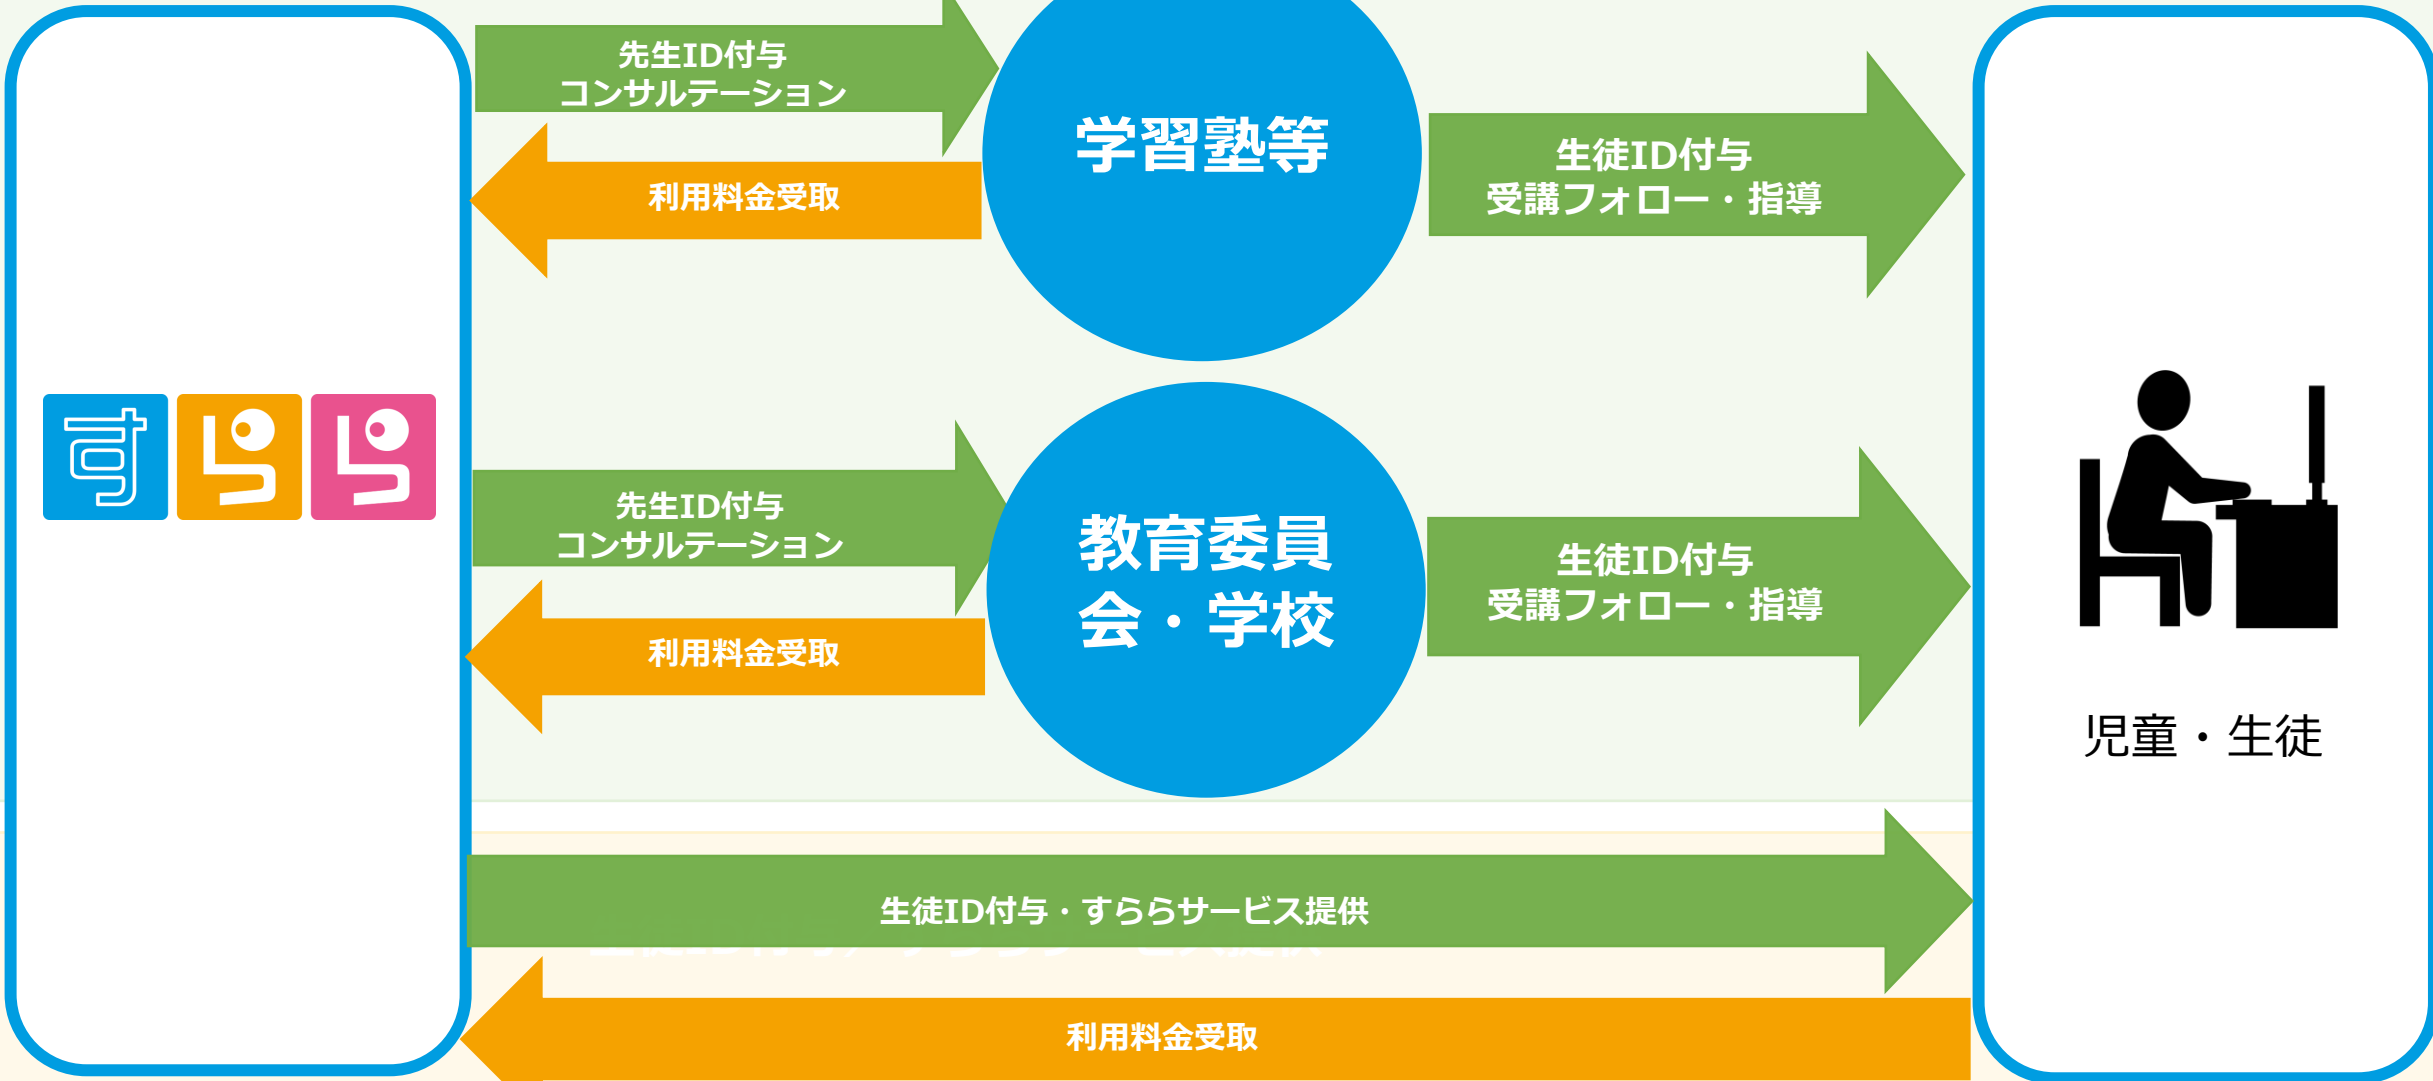 先生ID付与
コンサルテーション
学習塾等
生徒ID付与
受講フォロー・指導
利用料金受取
すらら
先生ID付与
コンサルテーション
教育委員
会・学校
生徒ID付与
受講フォロー・指導
利用料金受取
児童・生徒
生徒ID付与・すららサービス提供
利用料金受取